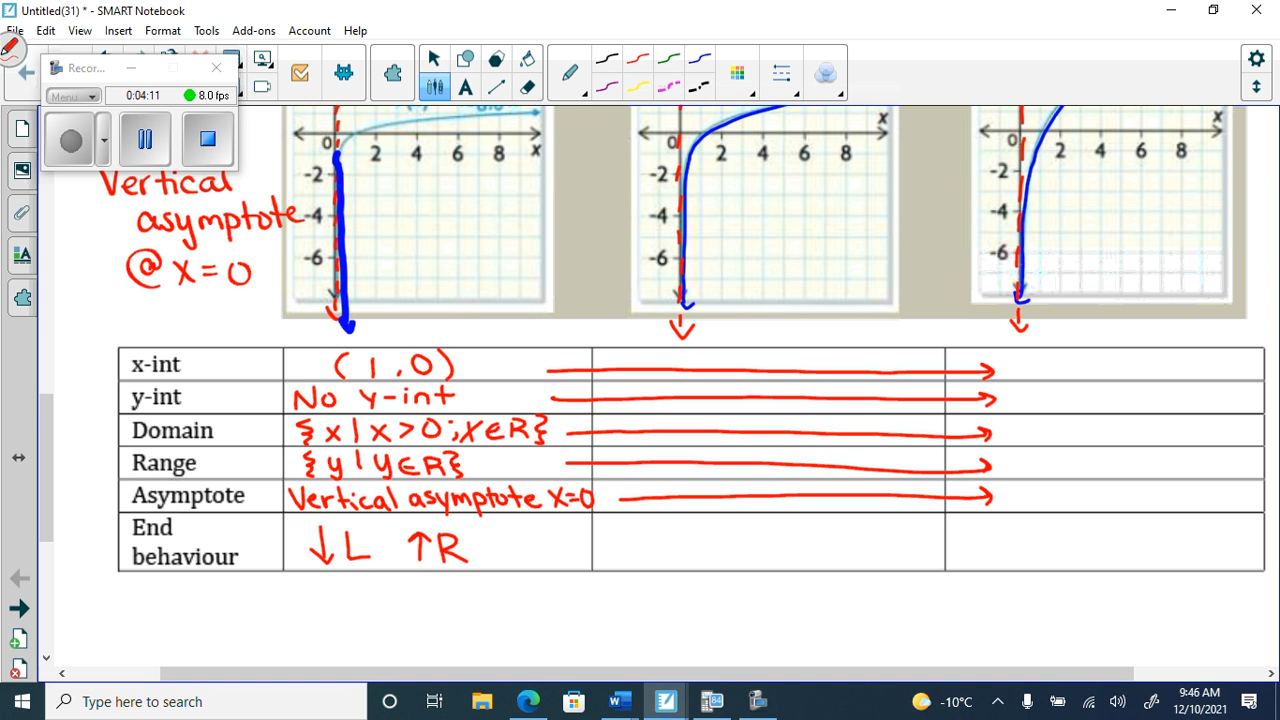 Untitled(31) * - SMART Notebook
File Edit View Insert Format Tools Add-ons Account Help
Recor...
Menu 0:04:11 8.0 fps
0 2 4 6 8 x
-2
-4
-6
x
0 2 4 6 8
-2
-4
-6
x
0 2 4 6 8
-2
-4
-6
Vertical
asymptote
@ x=0
x-int (1,0)
y-int No y-int
Domain {x|x>0;x∈R}
Range {y|y∈R}
Asymptote Vertical asymptote x=0
End
behaviour ↓L ↑R
Type here to search
-10°C
9:46 AM
12/10/2021